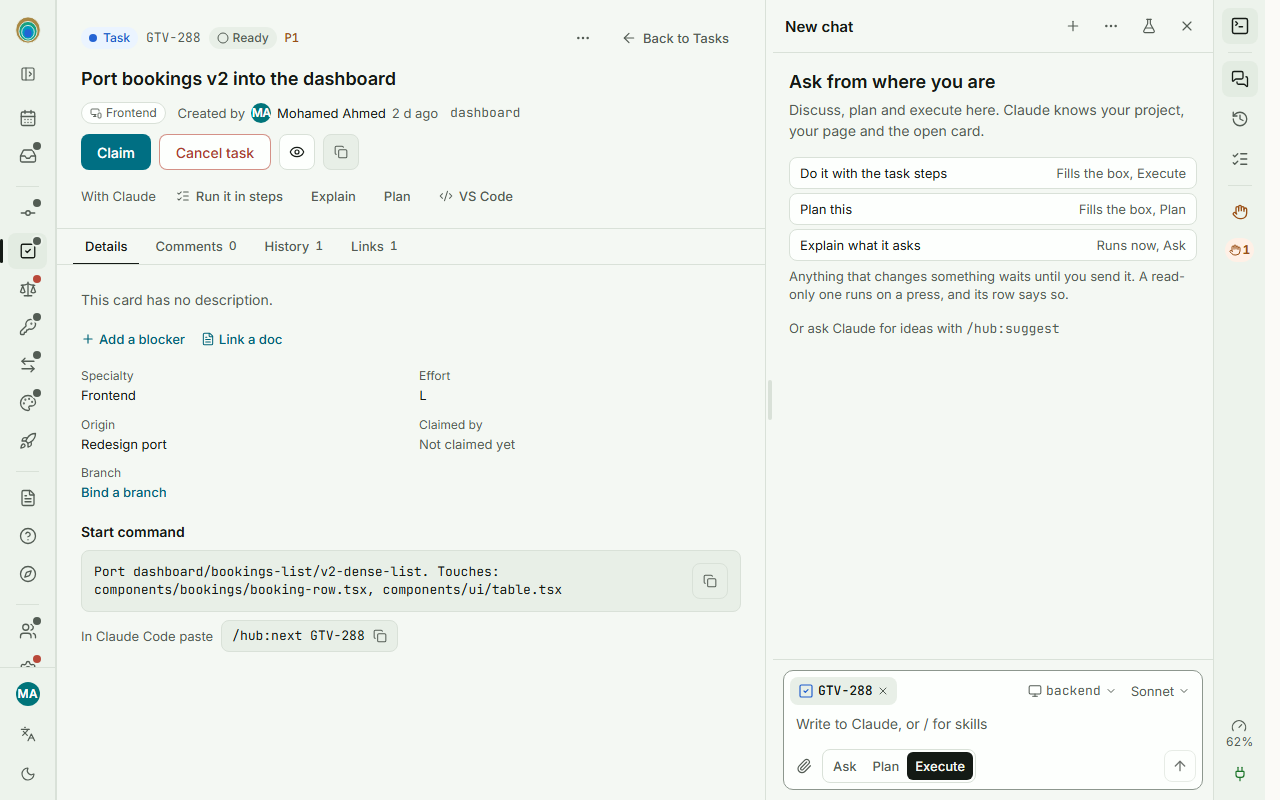 Task GTV-288 Ready P1
Back to Tasks
Port bookings v2 into the dashboard
Frontend Created by MA Mohamed Ahmed 2 d ago dashboard
Claim Cancel task
With Claude Run it in steps Explain Plan VS Code
Details Comments 0 History 1 Links 1
This card has no description.
Add a blocker Link a doc
Specialty Effort
Frontend L
Origin Claimed by
Redesign port Not claimed yet
Branch
Bind a branch
Start command
Port dashboard/bookings-list/v2-dense-list. Touches:
components/bookings/booking-row.tsx, components/ui/table.tsx
In Claude Code paste /hub:next GTV-288
MA
New chat
Ask from where you are
Discuss, plan and execute here. Claude knows your project,
your page and the open card.
Do it with the task steps Fills the box, Execute
Plan this Fills the box, Plan
Explain what it asks Runs now, Ask
Anything that changes something waits until you send it. A read-
only one runs on a press, and its row says so.
Or ask Claude for ideas with /hub:suggest
GTV-288 backend Sonnet
Write to Claude, or / for skills
Ask Plan Execute
1
62%